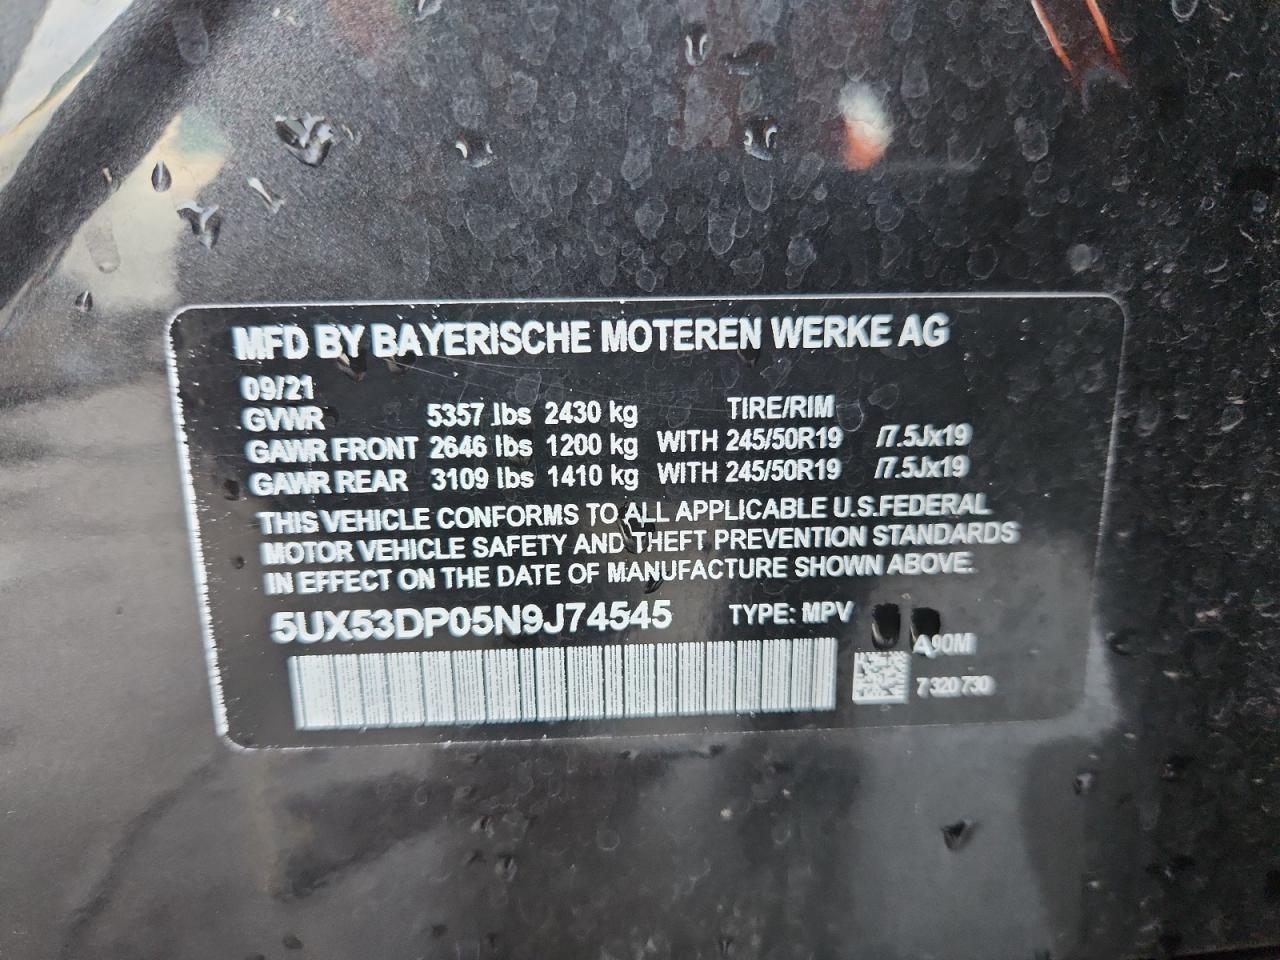 MFD BY BAYERISCHE MOTEREN WERKE AG
09/21
GVWR 5357 lbs 2430 kg TIRE/RIM
GAWR FRONT 2646 lbs 1200 kg WITH 245/50R19 /7.5Jx19
GAWR REAR 3109 lbs 1410 kg WITH 245/50R19 /7.5Jx19
THIS VEHICLE CONFORMS TO ALL APPLICABLE U.S.FEDERAL
MOTOR VEHICLE SAFETY AND THEFT PREVENTION STANDARDS
IN EFFECT ON THE DATE OF MANUFACTURE SHOWN ABOVE.
5UX53DP05N9J74545 TYPE: MPV
A90M
7 320 730